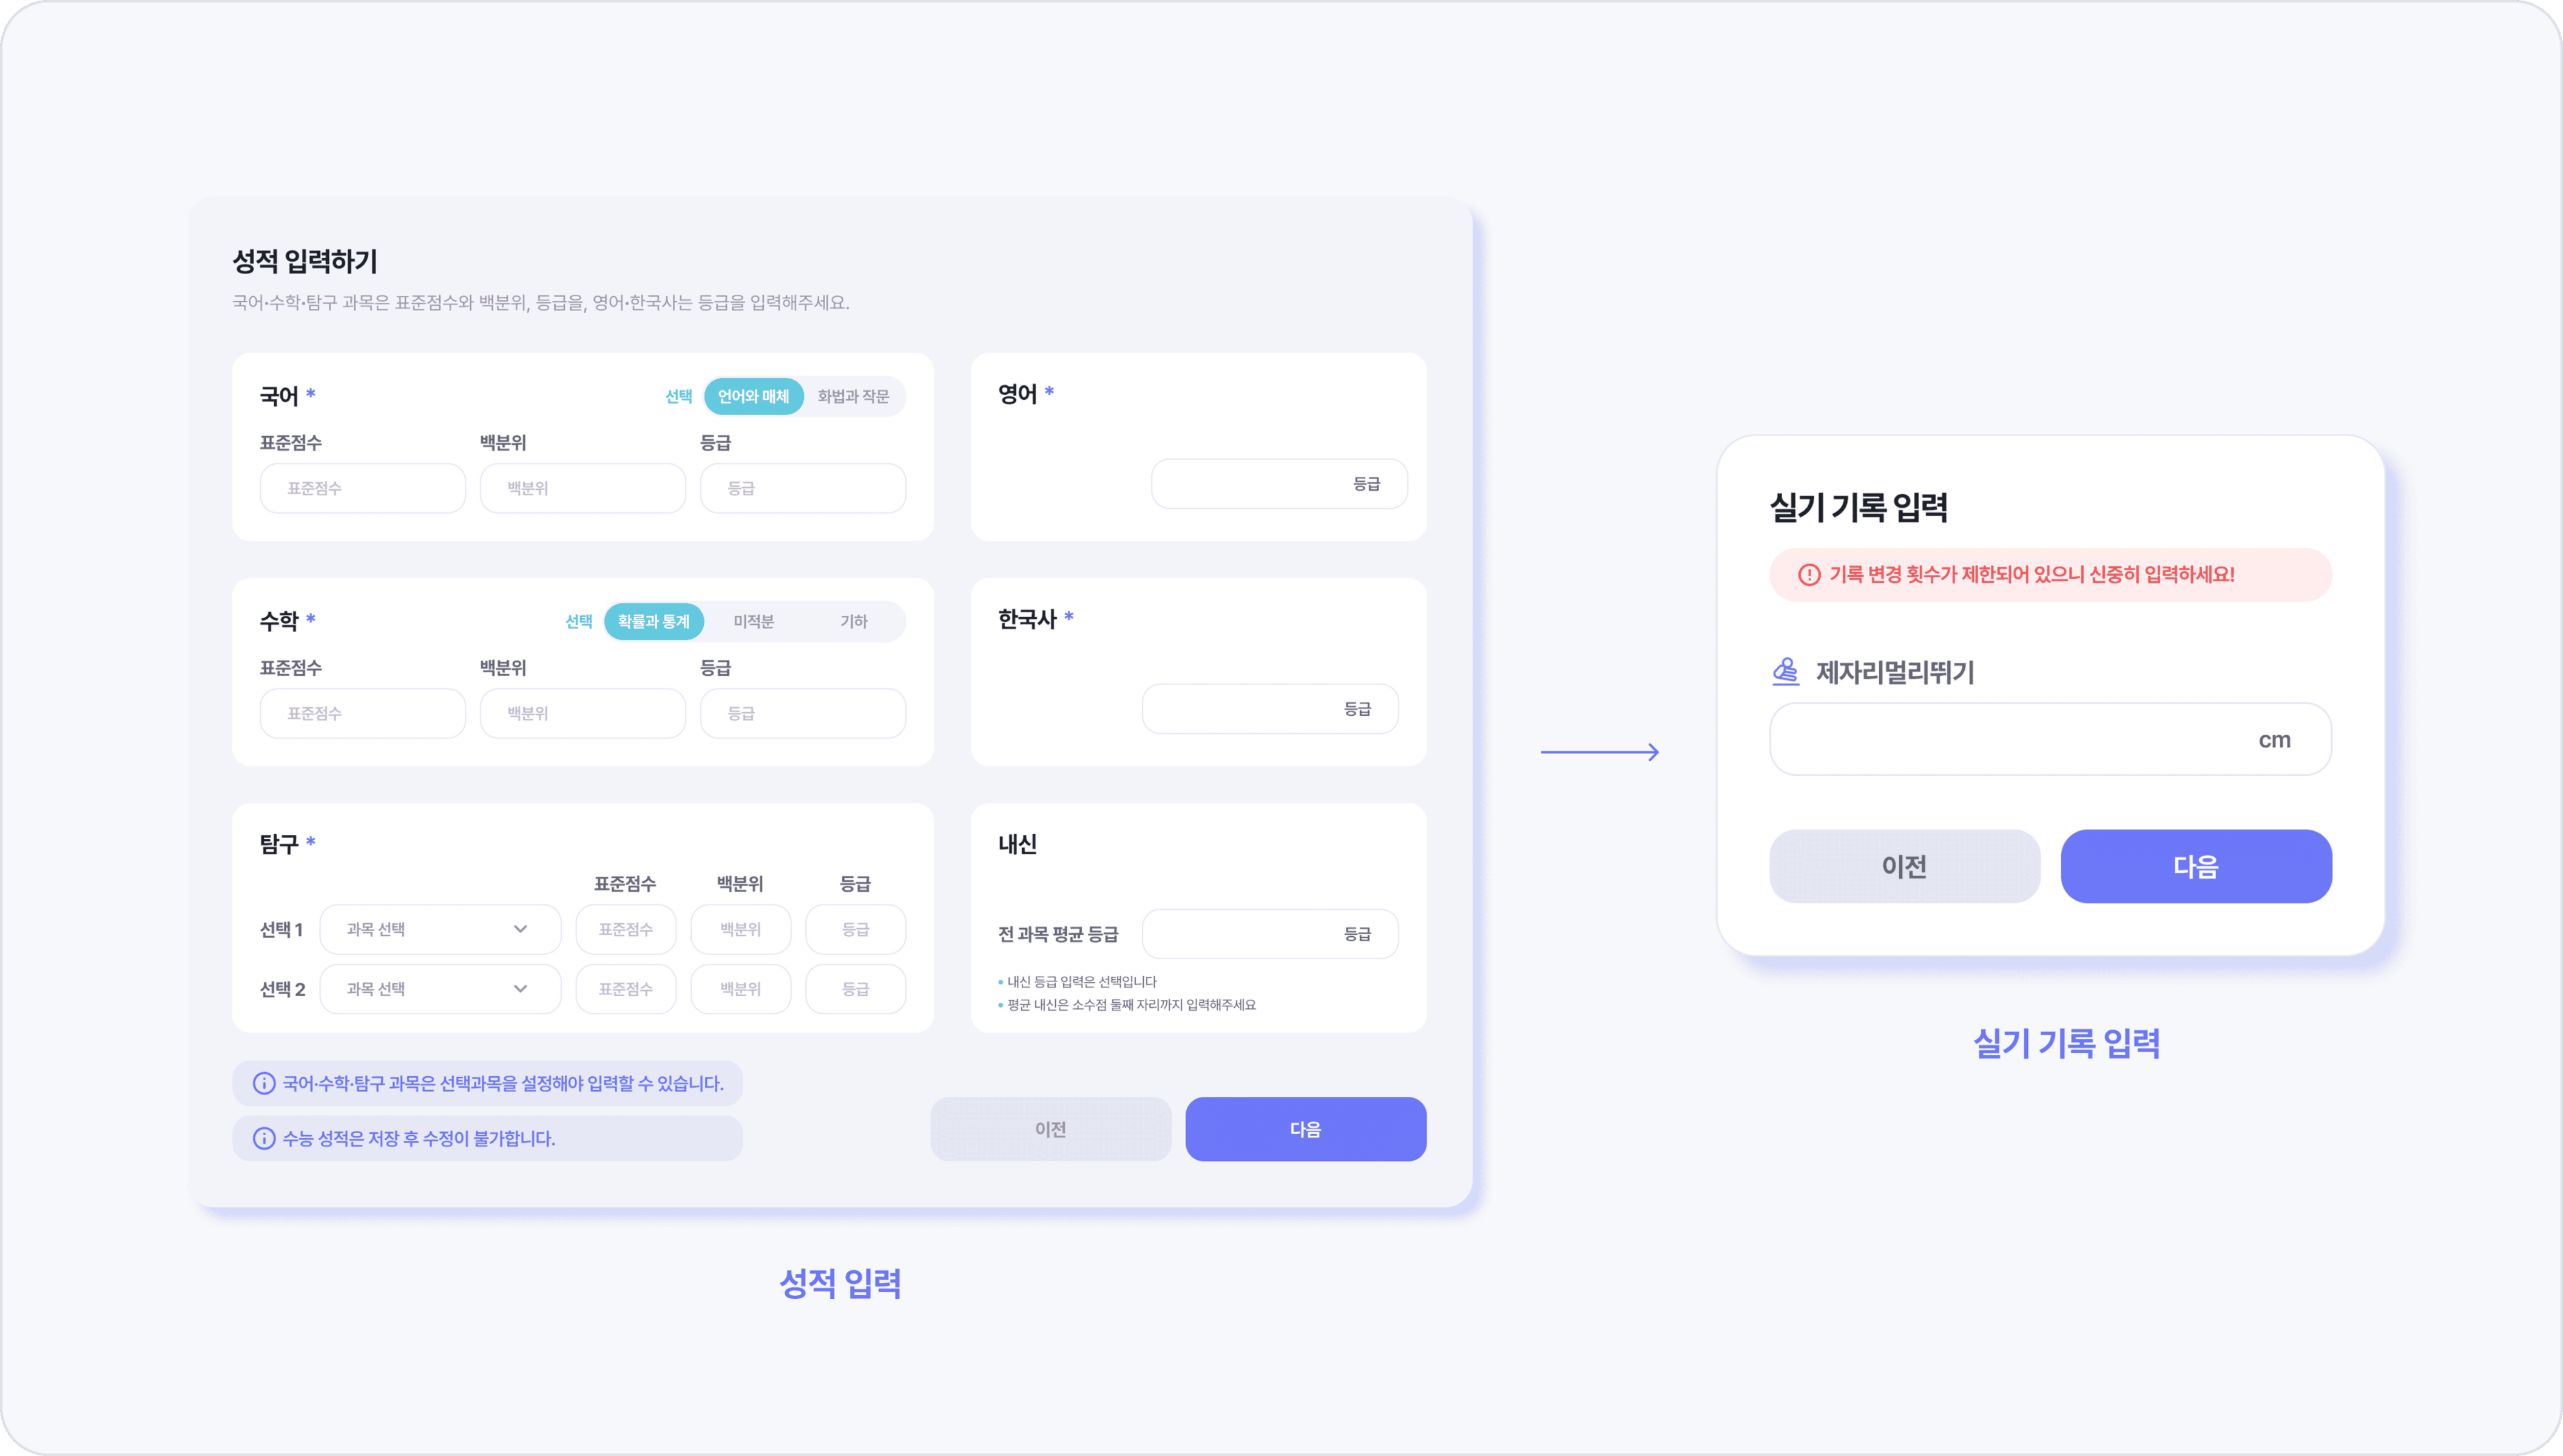 성적 입력하기
국어·수학·탐구 과목은 표준점수와 백분위, 등급을, 영어·한국사는 등급을 입력해주세요.
국어 *
선택 언어와 매체 화법과 작문
표준점수 백분위 등급
표준점수 백분위 등급
영어 *
등급
수학 *
선택 확률과 통계 미적분 기하
표준점수 백분위 등급
표준점수 백분위 등급
한국사 *
등급
탐구 *
표준점수 백분위 등급
선택 1 과목 선택 표준점수 백분위 등급
선택 2 과목 선택 표준점수 백분위 등급
내신
전 과목 평균 등급 등급
• 내신 등급 입력은 선택입니다
• 평균 내신은 소수점 둘째 자리까지 입력해주세요
국어·수학·탐구 과목은 선택과목을 설정해야 입력할 수 있습니다.
수능 성적은 저장 후 수정이 불가합니다.
이전 다음
성적 입력
실기 기록 입력
기록 변경 횟수가 제한되어 있으니 신중히 입력하세요!
제자리멀리뛰기
cm
이전 다음
실기 기록 입력